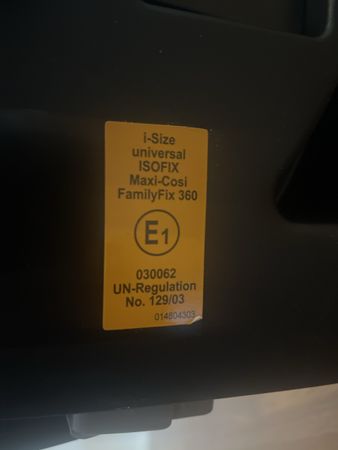 i-Size
universal
ISOFIX
Maxi-Cosi
FamilyFix 360
E1
030062
UN-Regulation
No. 129/03
014804303